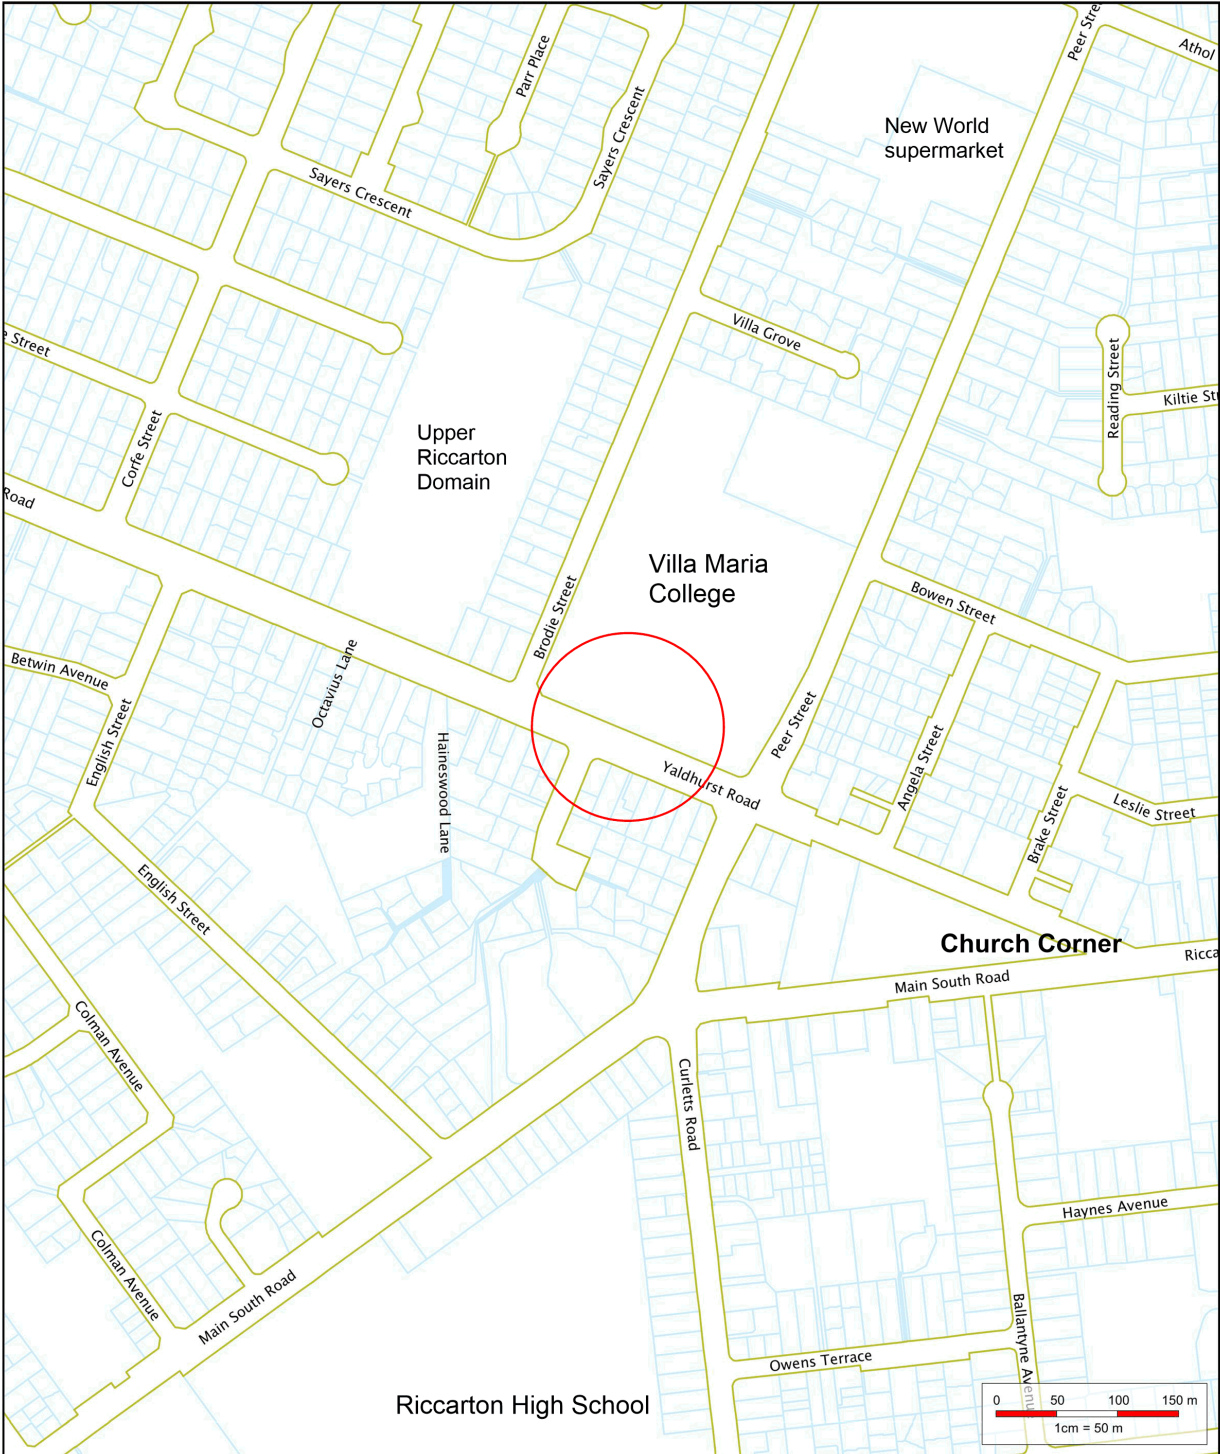 Peer Stre
Athol
Parr Place
Sayers Crescent
New World
supermarket
Sayers Crescent
Villa Grove
e Street
Reading Street
Kiltie Str
Corfe Street
Upper
Riccarton
Domain
Road
Villa Maria
College
Brodie Street
Bowen Street
Betwin Avenue
Octavius Lane
English Street
Haineswood Lane
Peer Street
Yaldhurst Road
Angela Street
Brake Street
Leslie Street
English Street
Church Corner
Ricca
Main South Road
Colman Avenue
Curletts Road
Haynes Avenue
Colman Avenue
Main South Road
Ballantyne Avenu
Owens Terrace
Riccarton High School
0 50 100 150 m
1cm = 50 m